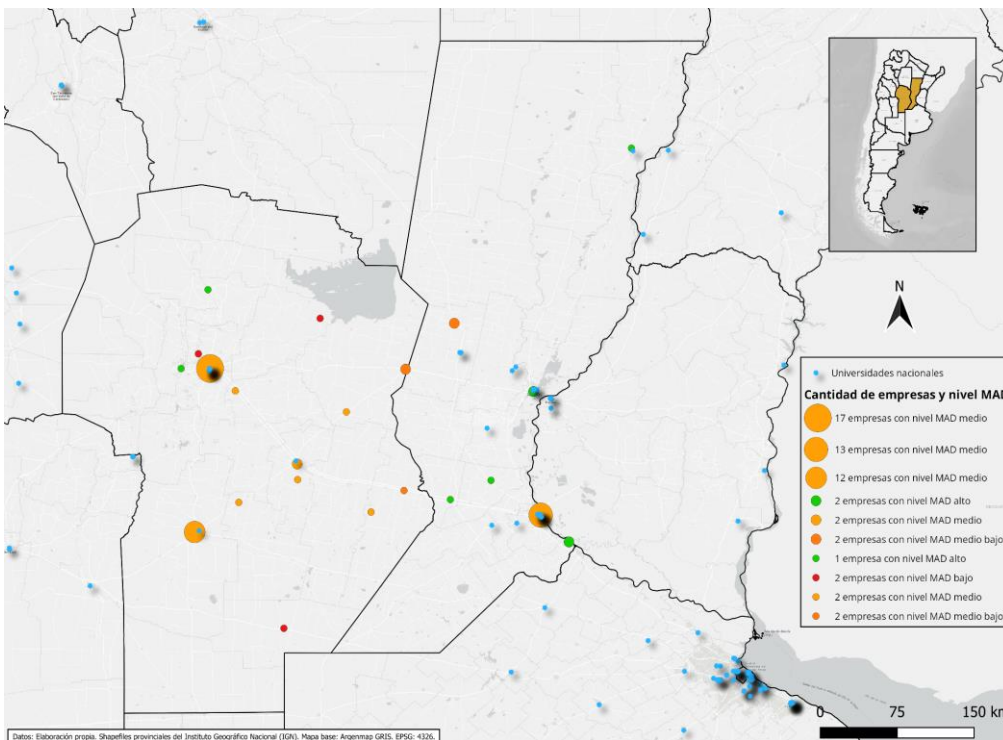 N
Universidades nacionales
Cantidad de empresas y nivel MAD
17 empresas con nivel MAD medio
13 empresas con nivel MAD medio
12 empresas con nivel MAD medio
2 empresas con nivel MAD alto
2 empresas con nivel MAD medio
2 empresas con nivel MAD medio bajo
1 empresa con nivel MAD alto
2 empresas con nivel MAD bajo
2 empresas con nivel MAD medio
2 empresas con nivel MAD medio bajo
0 75 150 km
Datos: Elaboración propia. Shapefiles provinciales del Instituto Geográfico Nacional (IGN). Mapa base: Argenmap GRIS. EPSG: 4326.